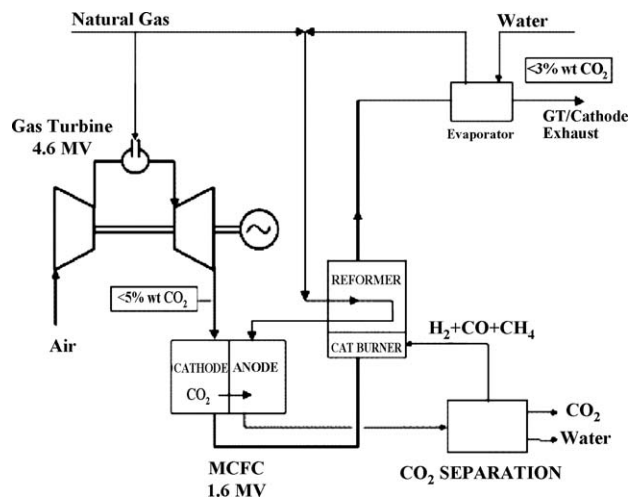 Natural Gas
Water
<3% wt CO₂
Gas Turbine
4.6 MV
Evaporator
GT/Cathode
Exhaust
<5% wt CO₂
REFORMER
CAT BURNER
H₂+CO+CH₄
Air
CATHODE
ANODE
CO₂
CO₂
Water
MCFC
1.6 MV
CO₂ SEPARATION